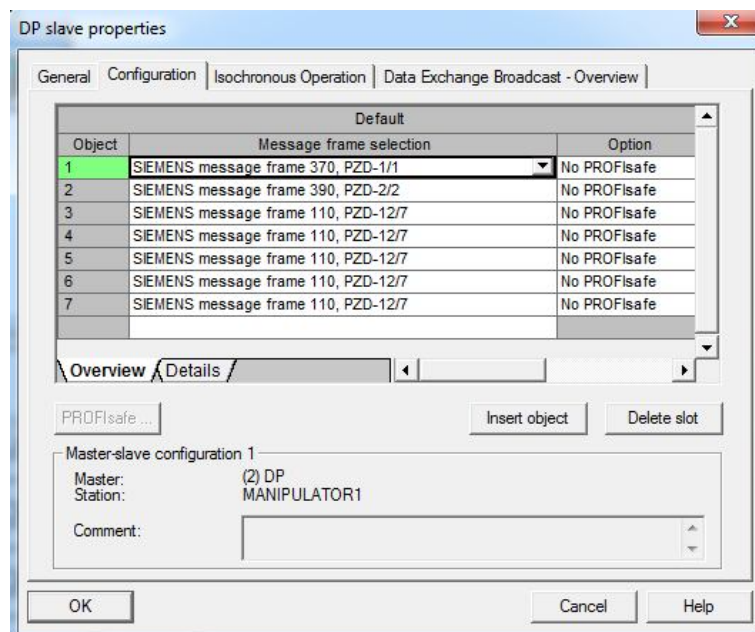 DP slave properties
General Configuration Isochronous Operation Data Exchange Broadcast - Overview
Default
Object Message frame selection Option
1 SIEMENS message frame 370, PZD-1/1 No PROFIsafe
2 SIEMENS message frame 390, PZD-2/2 No PROFIsafe
3 SIEMENS message frame 110, PZD-12/7 No PROFIsafe
4 SIEMENS message frame 110, PZD-12/7 No PROFIsafe
5 SIEMENS message frame 110, PZD-12/7 No PROFIsafe
6 SIEMENS message frame 110, PZD-12/7 No PROFIsafe
7 SIEMENS message frame 110, PZD-12/7 No PROFIsafe
Overview Details
PROFIsafe ... Insert object Delete slot
Master-slave configuration 1
Master: (2) DP
Station: MANIPULATOR1
Comment:
OK Cancel Help